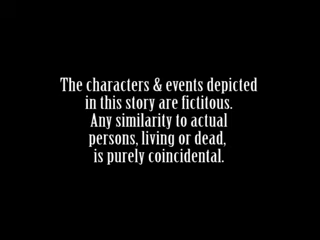 The characters & events depicted
in this story are fictitous.
Any similarity to actual
persons, living or dead,
is purely coincidental.